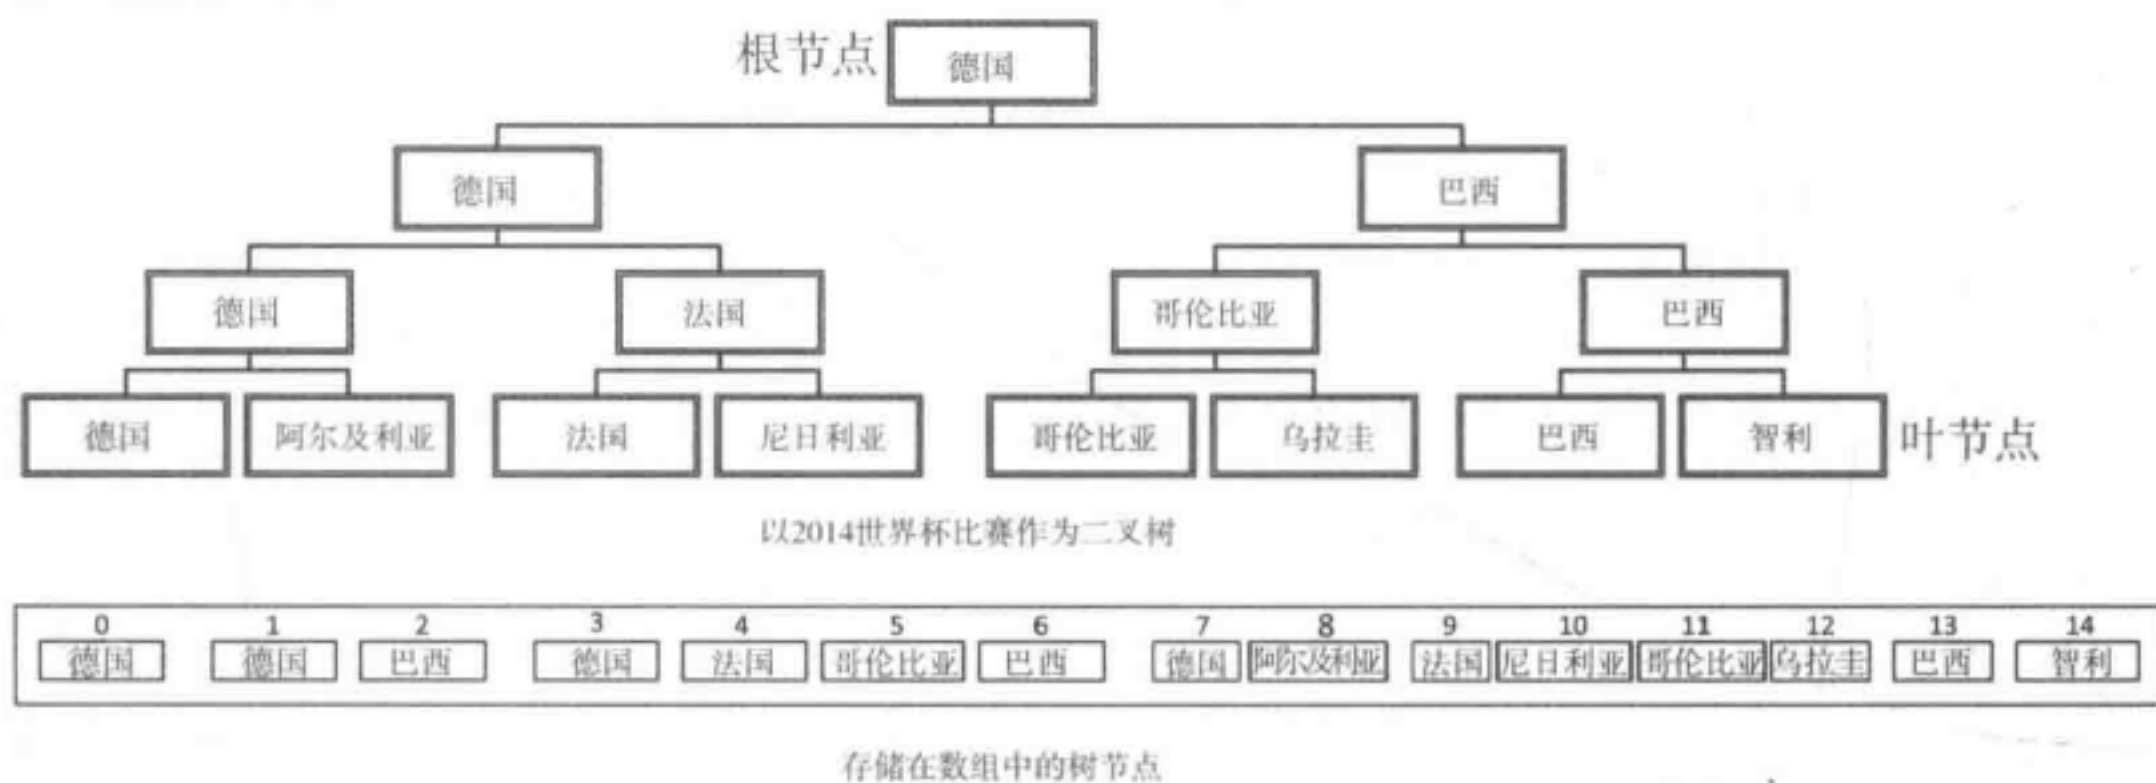 根节点 德国
德国 巴西
德国 法国 哥伦比亚 巴西
德国 阿尔及利亚 法国 尼日利亚 哥伦比亚 乌拉圭 巴西 智利 叶节点
以2014世界杯比赛作为二叉树
0 1 2 3 4 5 6 7 8 9 10 11 12 13 14
德国 德国 巴西 德国 法国 哥伦比亚 巴西 德国 阿尔及利亚 法国 尼日利亚 哥伦比亚 乌拉圭 巴西 智利
存储在数组中的树节点